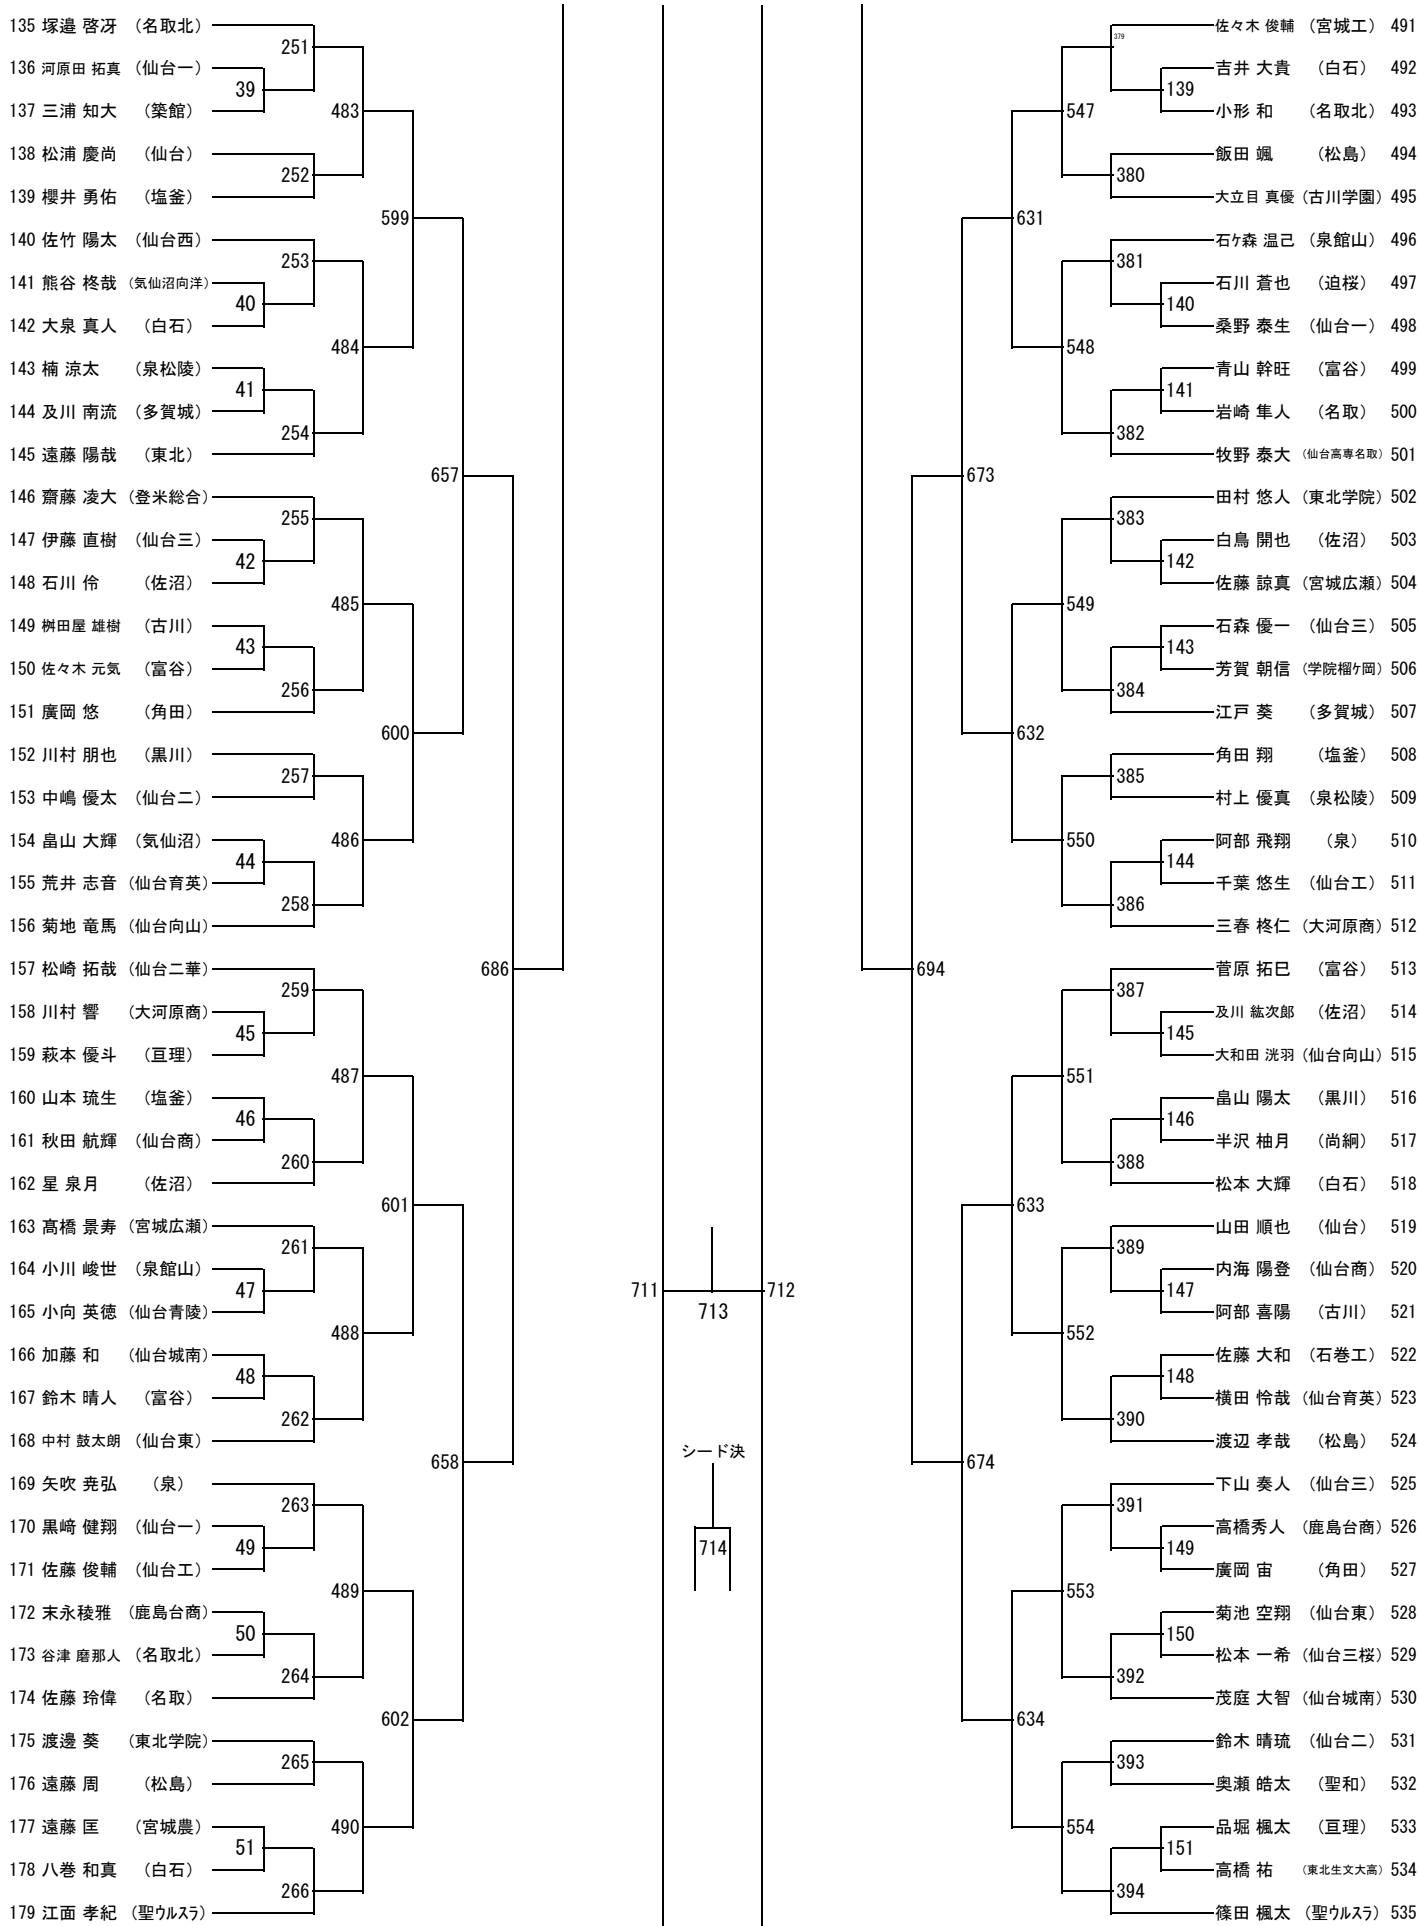 135 塚邉 啓冴 （名取北）
136 河原田 拓真 （仙台一）
137 三浦 知大 （築館）
138 松浦 慶尚 （仙台）
139 櫻井 勇佑 （塩釜）
140 佐竹 陽太 （仙台西）
141 熊谷 柊哉 （気仙沼向洋）
142 大泉 真人 （白石）
143 楠 涼太 （泉松陵）
144 及川 南流 （多賀城）
145 遠藤 陽哉 （東北）
146 齋藤 凌大 （登米総合）
147 伊藤 直樹 （仙台三）
148 石川 伶 （佐沼）
149 桝田屋 雄樹 （古川）
150 佐々木 元気 （富谷）
151 廣岡 悠 （角田）
152 川村 朋也 （黒川）
153 中嶋 優太 （仙台二）
154 畠山 大輝 （気仙沼）
155 荒井 志音 （仙台育英）
156 菊地 竜馬 （仙台向山）
157 松崎 拓哉 （仙台二華）
158 川村 響 （大河原商）
159 萩本 優斗 （亘理）
160 山本 琉生 （塩釜）
161 秋田 航輝 （仙台商）
162 星 泉月 （佐沼）
163 髙橋 景寿 （宮城広瀬）
164 小川 峻世 （泉館山）
165 小向 英徳 （仙台青陵）
166 加藤 和 （仙台城南）
167 鈴木 晴人 （富谷）
168 中村 鼓太朗 （仙台東）
169 矢吹 尭弘 （泉）
170 黒﨑 健翔 （仙台一）
171 佐藤 俊輔 （仙台工）
172 末永稜雅 （鹿島台商）
173 谷津 磨那人 （名取北）
174 佐藤 玲偉 （名取）
175 渡邊 葵 （東北学院）
176 遠藤 周 （松島）
177 遠藤 匡 （宮城農）
178 八巻 和真 （白石）
179 江面 孝紀 （聖ウルスラ）
39
40
41
42
43
44
45
46
47
48
49
50
51
251
252
253
254
255
256
257
258
259
260
261
262
263
264
265
266
483
484
485
486
487
488
489
490
599
600
601
602
657
658
686
711
713
712
シード決
714
694
673
674
631
632
633
634
547
548
549
550
551
552
553
554
379
380
381
382
383
384
385
386
387
388
389
390
391
392
393
394
139
140
141
142
143
144
145
146
147
148
149
150
151
佐々木 俊輔 （宮城工） 491
吉井 大貴 （白石） 492
小形 和 （名取北） 493
飯田 颯 （松島） 494
大立目 真優 （古川学園） 495
石ケ森 温己 （泉館山） 496
石川 蒼也 （迫桜） 497
桑野 泰生 （仙台一） 498
青山 幹旺 （富谷） 499
岩崎 隼人 （名取） 500
牧野 泰大 （仙台高専名取） 501
田村 悠人 （東北学院） 502
白鳥 開也 （佐沼） 503
佐藤 諒真 （宮城広瀬） 504
石森 優一 （仙台三） 505
芳賀 朝信 （学院榴ケ岡） 506
江戸 葵 （多賀城） 507
角田 翔 （塩釜） 508
村上 優真 （泉松陵） 509
阿部 飛翔 （泉） 510
千葉 悠生 （仙台工） 511
三春 柊仁 （大河原商） 512
菅原 拓巳 （富谷） 513
及川 紘次郎 （佐沼） 514
大和田 洸羽 （仙台向山） 515
畠山 陽太 （黒川） 516
半沢 柚月 （尚絅） 517
松本 大輝 （白石） 518
山田 順也 （仙台） 519
内海 陽登 （仙台商） 520
阿部 喜陽 （古川） 521
佐藤 大和 （石巻工） 522
横田 怜哉 （仙台育英） 523
渡辺 孝哉 （松島） 524
下山 奏人 （仙台三） 525
高橋秀人 （鹿島台商） 526
廣岡 宙 （角田） 527
菊池 空翔 （仙台東） 528
松本 一希 （仙台三桜） 529
茂庭 大智 （仙台城南） 530
鈴木 晴琉 （仙台二） 531
奥瀬 皓太 （聖和） 532
品堀 楓太 （亘理） 533
高橋 祐 （東北生文大高） 534
篠田 楓太 （聖ウルスラ） 535